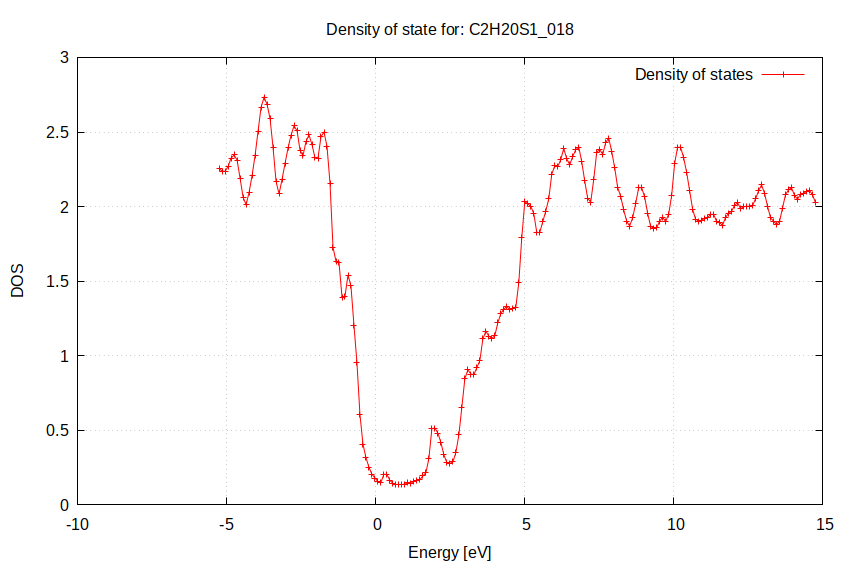 Density of state for: C2H20S1_018
Density of states
3
2.5
2
1.5
1
0.5
0
DOS
-10 -5 0 5 10 15
Energy [eV]